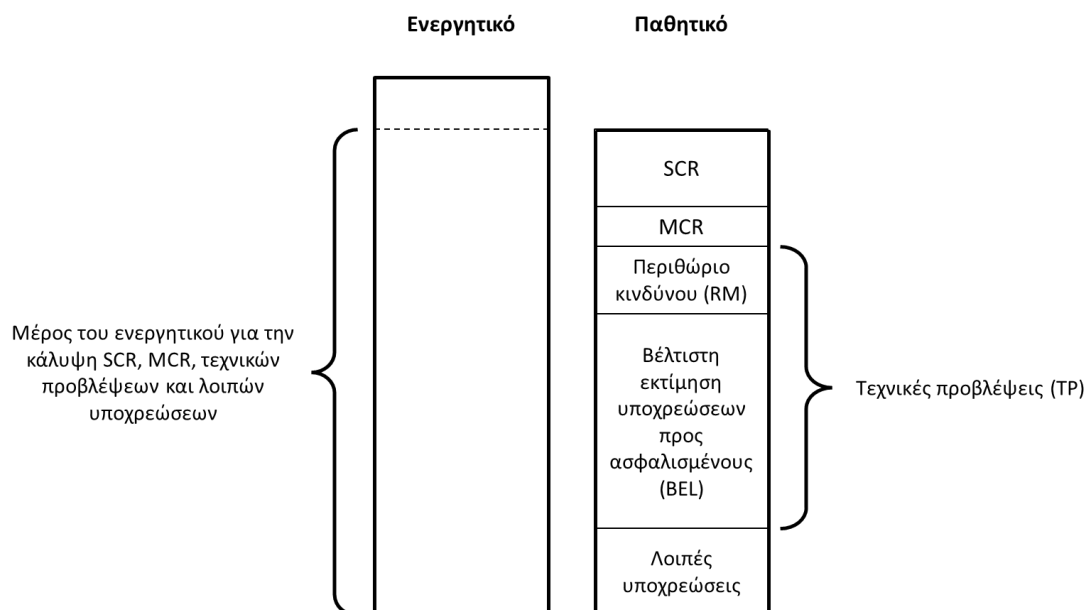 Ενεργητικό
Παθητικό
SCR
MCR
Περιθώριο
κινδύνου (RM)
Βέλτιστη
εκτίμηση
υποχρεώσεων
προς
ασφαλισμένους
(BEL)
Λοιπές
υποχρεώσεις
Μέρος του ενεργητικού για την
κάλυψη SCR, MCR, τεχνικών
προβλέψεων και λοιπών
υποχρεώσεων
Τεχνικές προβλέψεις (TP)